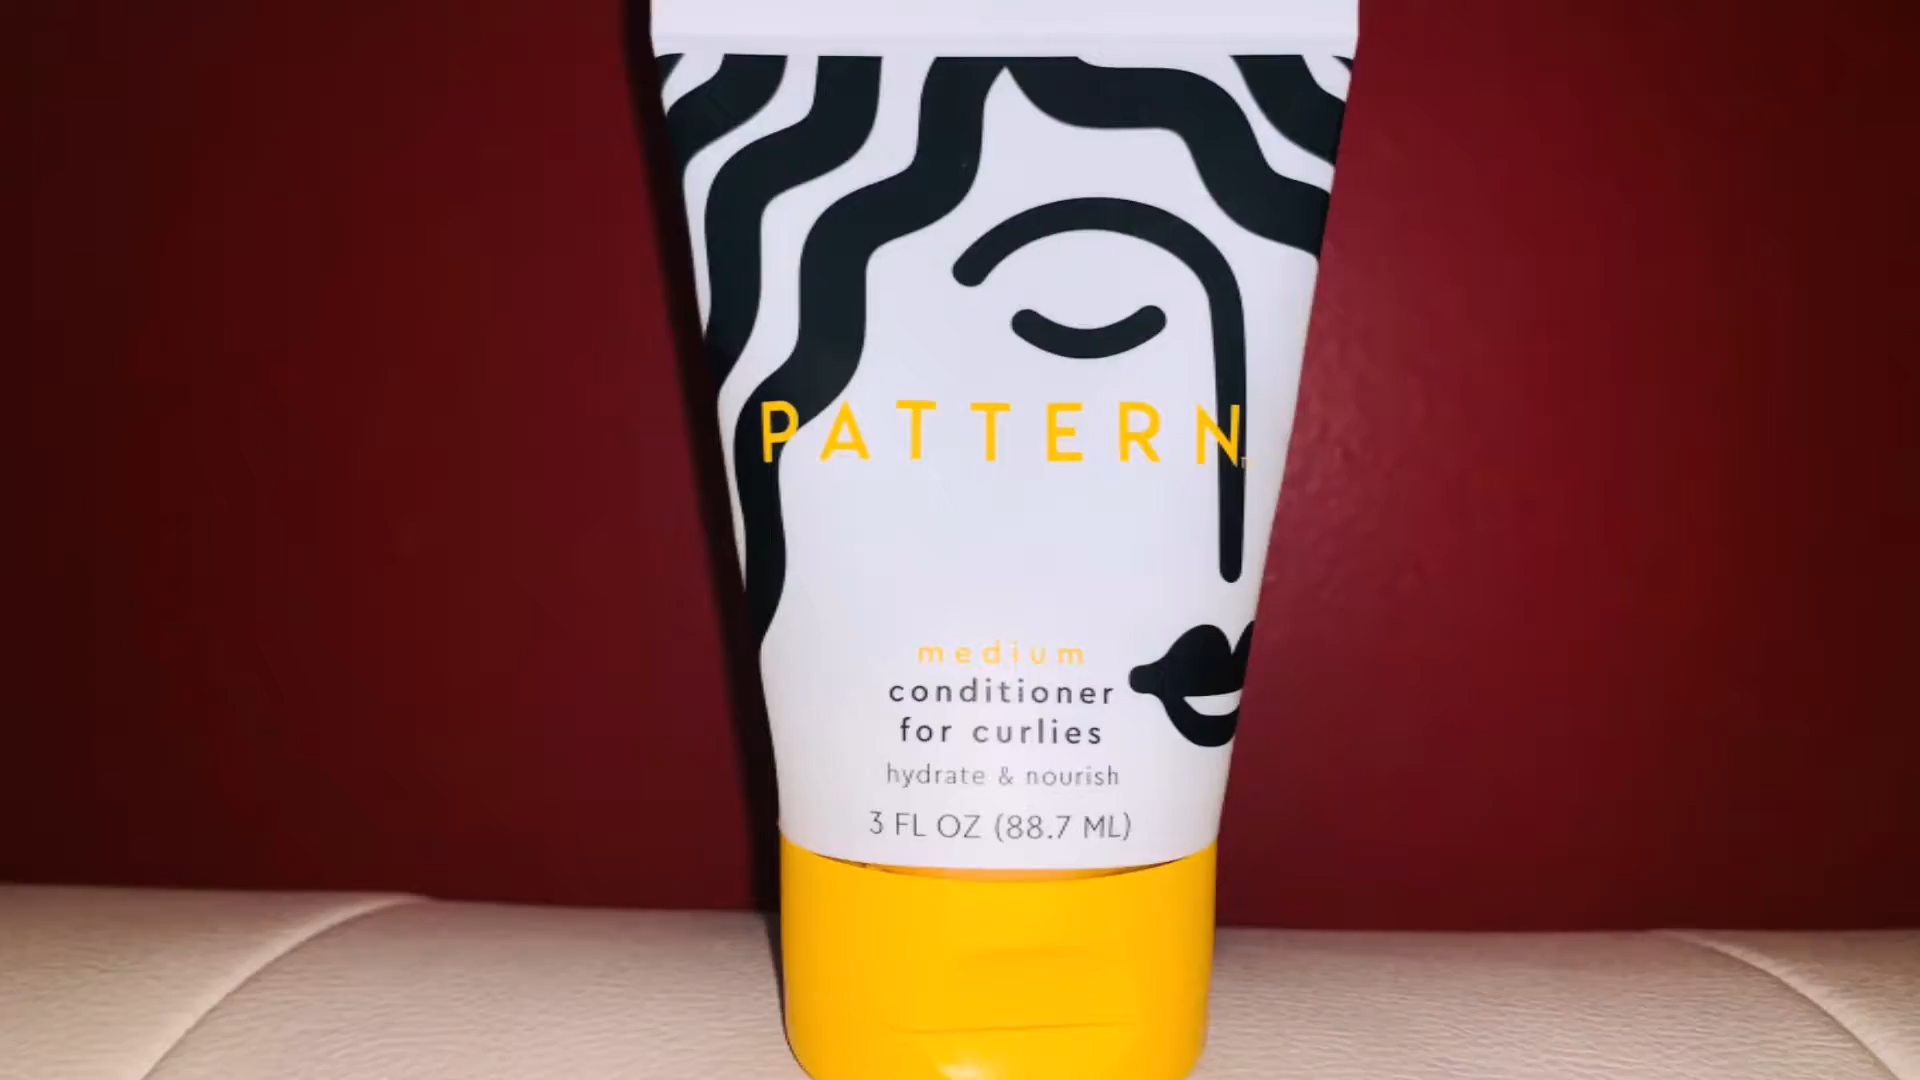 PATTERN
medium
conditioner
for curlies
hydrate & nourish
3 FL OZ (88.7 ML)